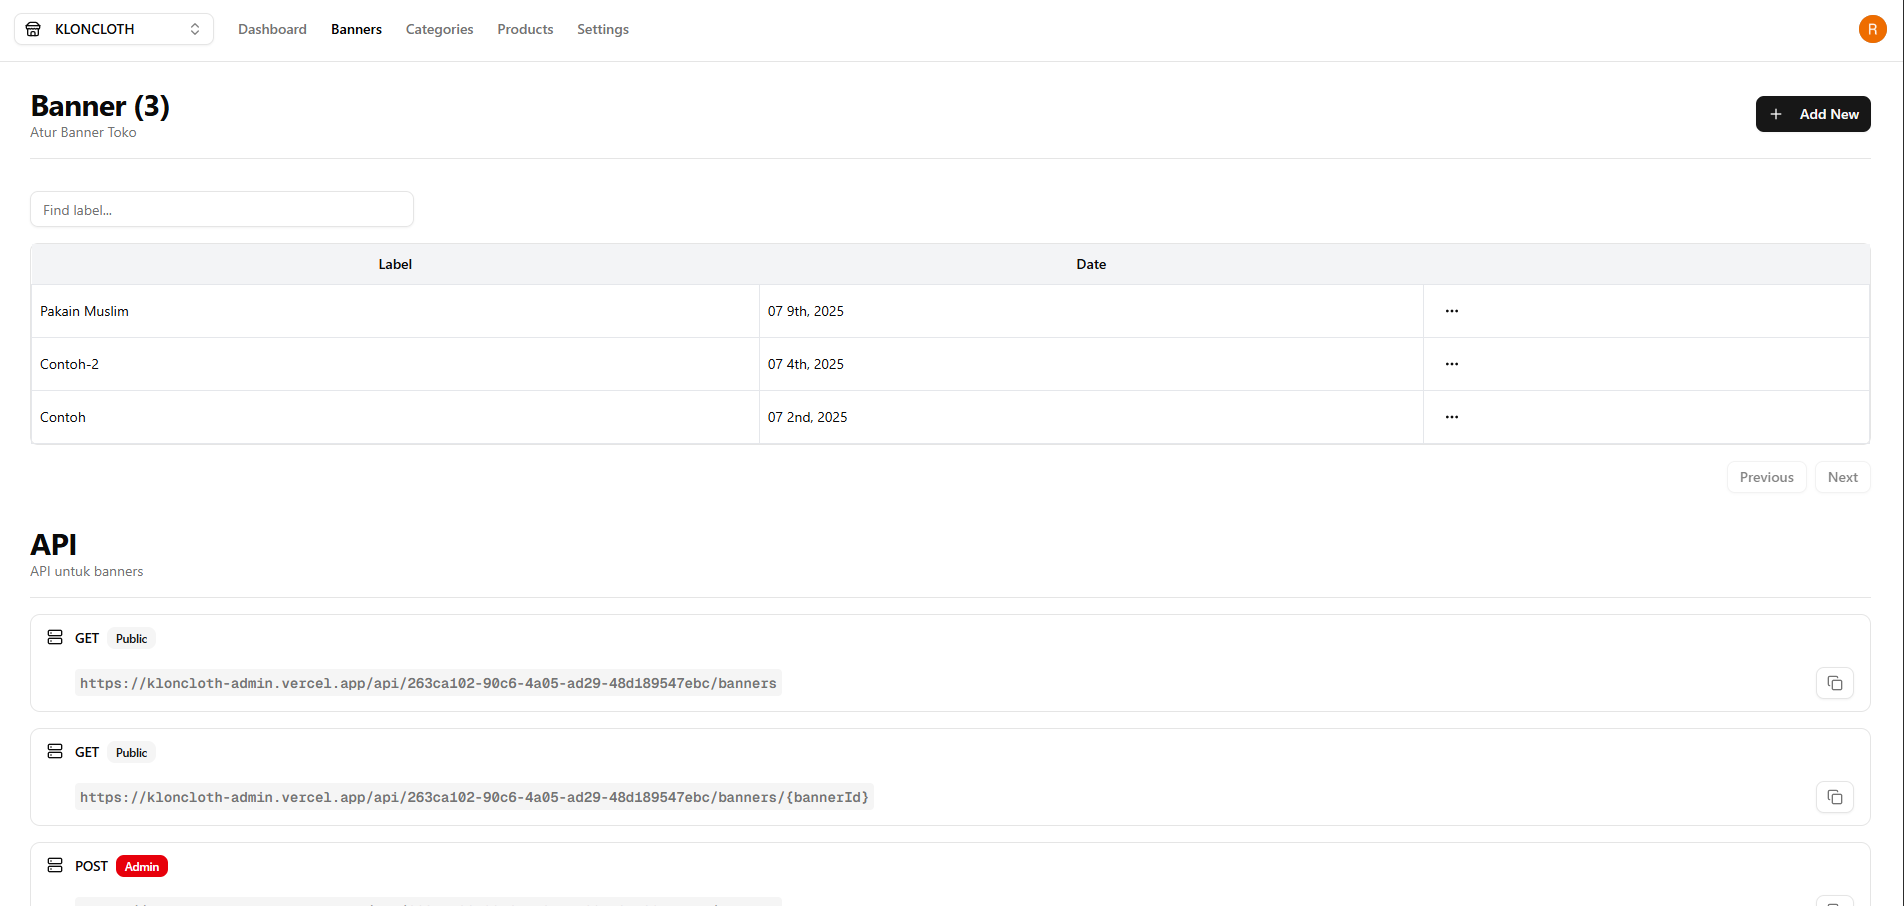 KLONCLOTH Dashboard Banners Categories Products Settings R
Banner (3)
Atur Banner Toko
+ Add New
Find label...
Label Date
Pakain Muslim 07 9th, 2025 ...
Contoh-2 07 4th, 2025 ...
Contoh 07 2nd, 2025 ...
Previous Next
API
API untuk banners
GET Public
https://kloncloth-admin.vercel.app/api/263ca102-90c6-4a05-ad29-48d189547ebc/banners
GET Public
https://kloncloth-admin.vercel.app/api/263ca102-90c6-4a05-ad29-48d189547ebc/banners/{bannerId}
POST Admin